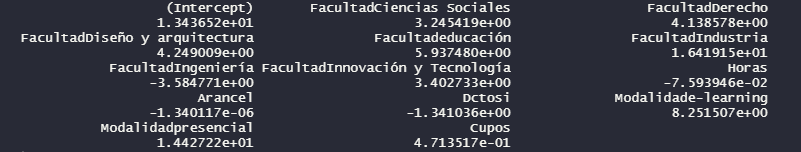 (Intercept) FacultadCiencias Sociales FacultadDerecho
1.343652e+01 3.245419e+00 4.138578e+00
FacultadDiseño y arquitectura Facultadeducación FacultadIndustria
4.249009e+00 5.937480e+00 1.641915e+01
FacultadIngeniería FacultadInnovación y Tecnología Horas
-3.584771e+00 3.402733e+00 -7.593946e-02
Arancel Dctosi Modalidade-learning
-1.340117e-06 -1.341036e+00 8.251507e+00
Modalidadpresencial Cupos
1.442722e+01 4.713517e-01